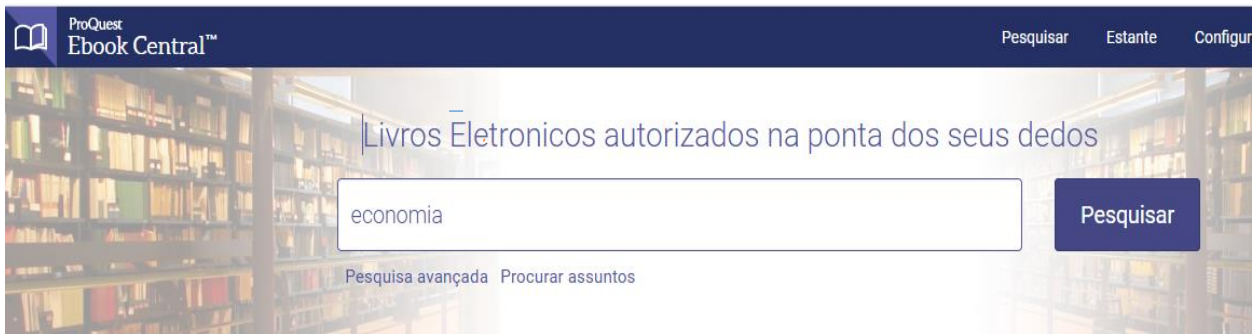 ProQuest
Ebook Central™
Pesquisar Estante Configur
Livros Eletronicos autorizados na ponta dos seus dedos
economia
Pesquisar
Pesquisa avançada Procurar assuntos